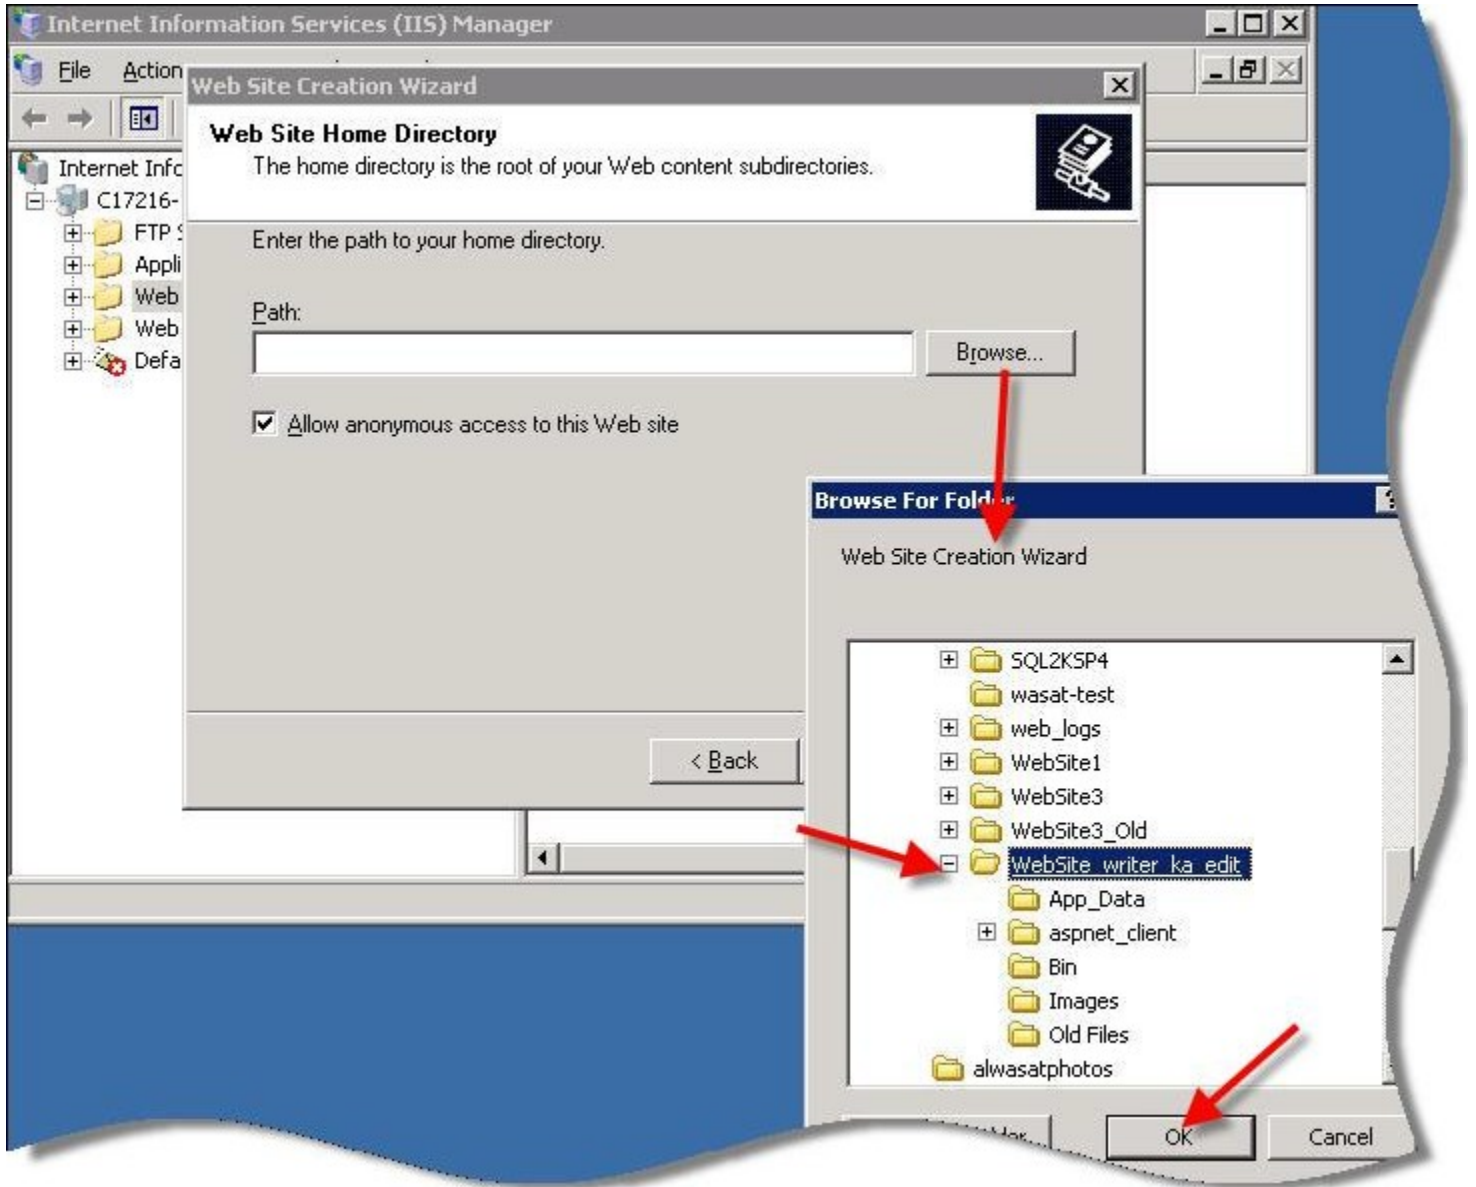 Internet Information Services (IIS) Manager
File Action
Web Site Creation Wizard
Web Site Home Directory
The home directory is the root of your Web content subdirectories.
Internet Info
C17216-
FTP S
Appli
Web
Web
Defa
Enter the path to your home directory.
Path:
Browse...
Allow anonymous access to this Web site
< Back
Browse For Folder
Web Site Creation Wizard
SQL2KSP4
wasat-test
web_logs
WebSite1
WebSite3
WebSite3_Old
WebSite_writer_ka_edit
App_Data
aspnet_client
Bin
Images
Old Files
alwasatphotos
OK Cancel